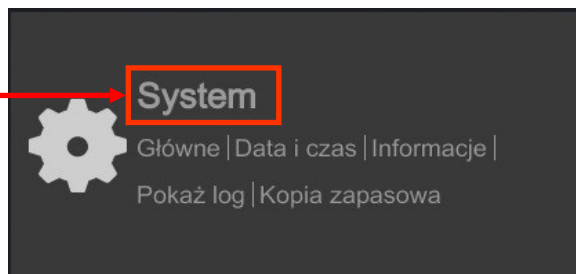 System
Główne | Data i czas | Informacje |
Pokaż log | Kopia zapasowa